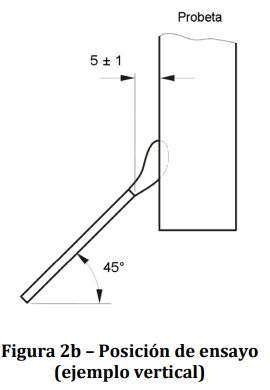 Probeta
5 ± 1
45°
Figura 2b – Posición de ensayo
(ejemplo vertical)